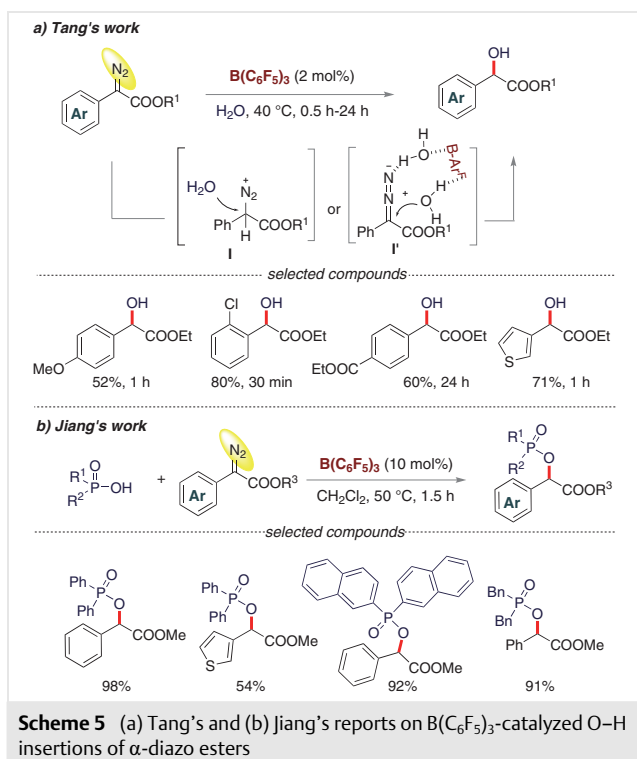 a) Tang's work
N₂
Ar
COOR¹
B(C₆F₅)₃ (2 mol%)
H₂O, 40 °C, 0.5 h-24 h
OH
Ar
COOR¹
H₂O
+
N₂
Ph
H
COOR¹
I
or
H
H
O
B-Arᶠ
−
N
N
+
H
O
H
Ph
COOR¹
I'
selected compounds
OH
COOEt
MeO
52%, 1 h
Cl
OH
COOEt
80%, 30 min
OH
COOEt
EtOOC
60%, 24 h
OH
COOEt
S
71%, 1 h
b) Jiang's work
R¹
R²
O
P
OH
+
N₂
Ar
COOR³
B(C₆F₅)₃ (10 mol%)
CH₂Cl₂, 50 °C, 1.5 h
R¹
O
P
R²
O
Ar
COOR³
selected compounds
Ph
O
P
Ph
O
COOMe
98%
Ph
O
P
Ph
O
COOMe
S
54%
P
O
O
COOMe
92%
Bn
O
P
Bn
O
Ph
COOMe
91%
Scheme 5 (a) Tang's and (b) Jiang's reports on B(C₆F₅)₃-catalyzed O–H
insertions of α-diazo esters